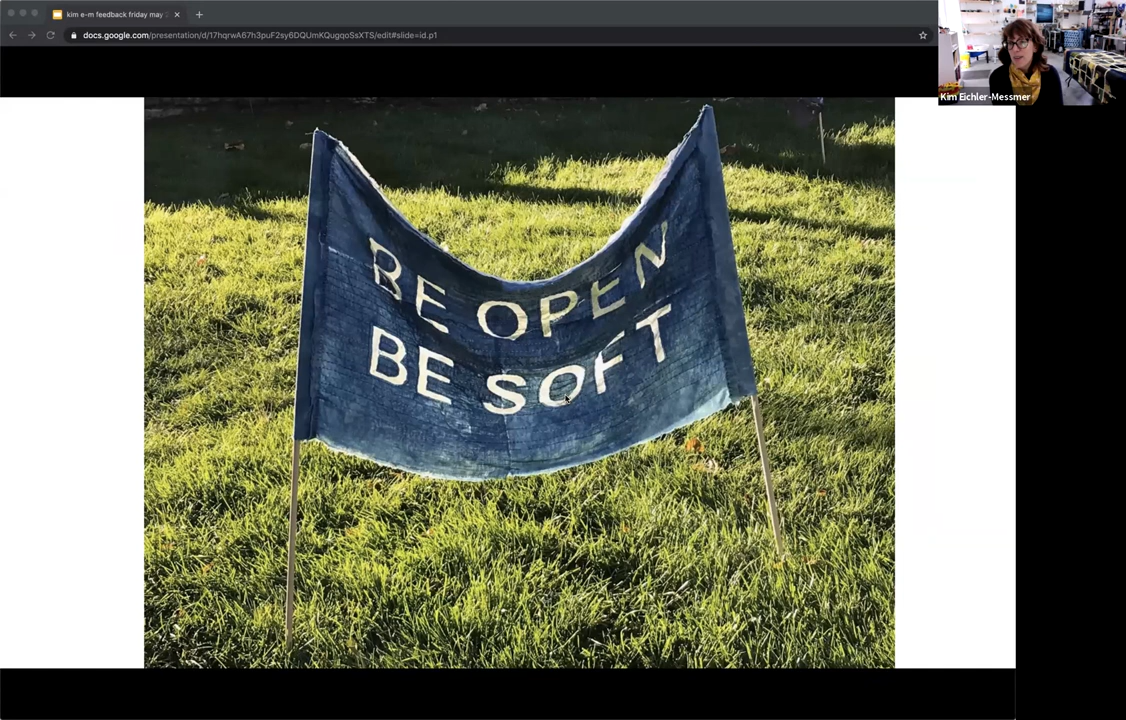 kim e-m feedback friday may
docs.google.com/presentation/d/17hqrwA67h3puF2sy6DQUmKQugqoSsXTS/edit#slide=id.p1
Kim Eichler-Messmer
BE OPEN
BE SOFT